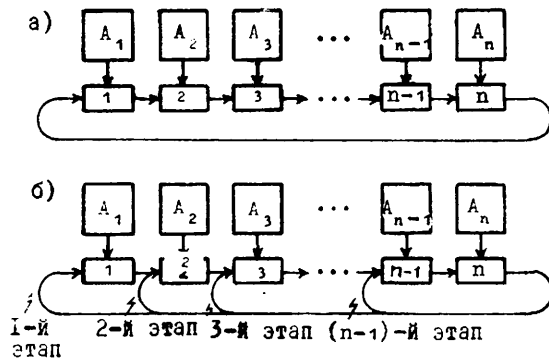 а)
A1 A2 A3 ... An-1 An
1 2 3 ... n-1 n
б)
A1 A2 A3 ... An-1 An
1 2 3 ... n-1 n
I-й этап 2-й этап 3-й этап (n-1)-й этап